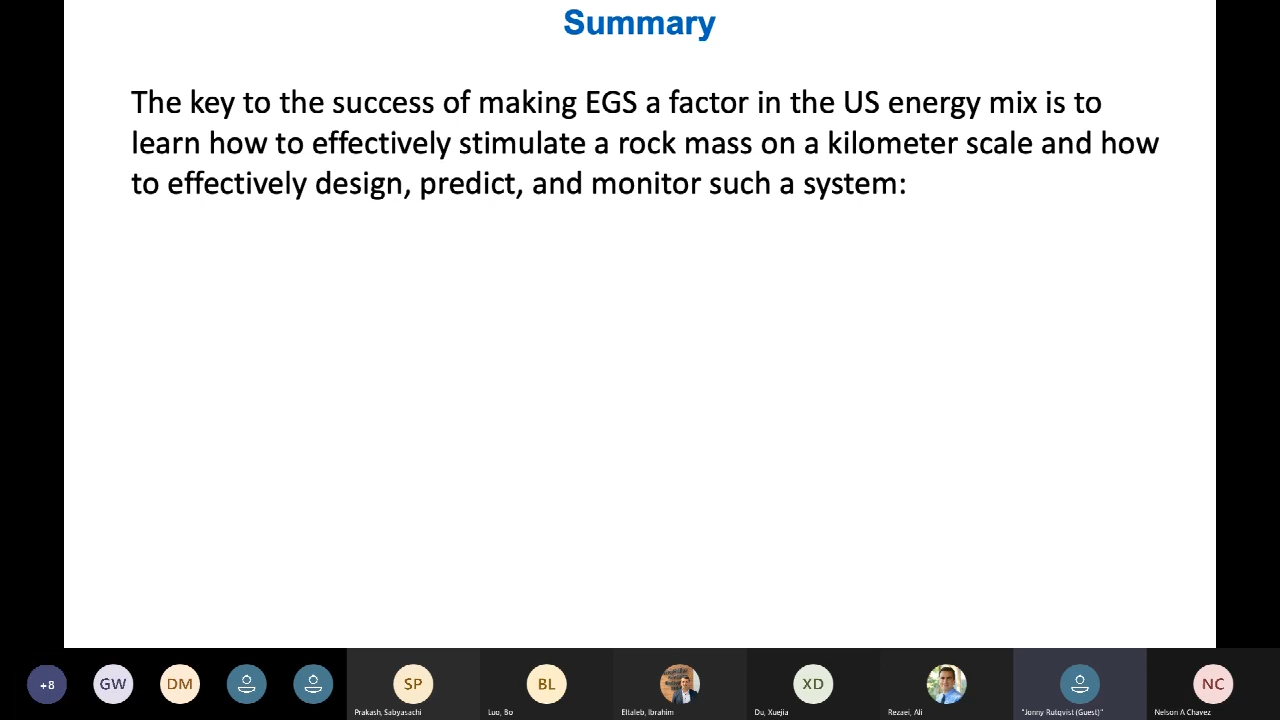 Summary
The key to the success of making EGS a factor in the US energy mix is to
learn how to effectively stimulate a rock mass on a kilometer scale and how
to effectively design, predict, and monitor such a system:
+8
GW
DM
SP
BL
XD
NC
Prakash, Sabyasachi
Luo, Bo
Eltaleb, Ibrahim
Du, Xuejia
Rezaei, Ali
"Jonny Rutqvist (Guest)"
Nelson A Chavez